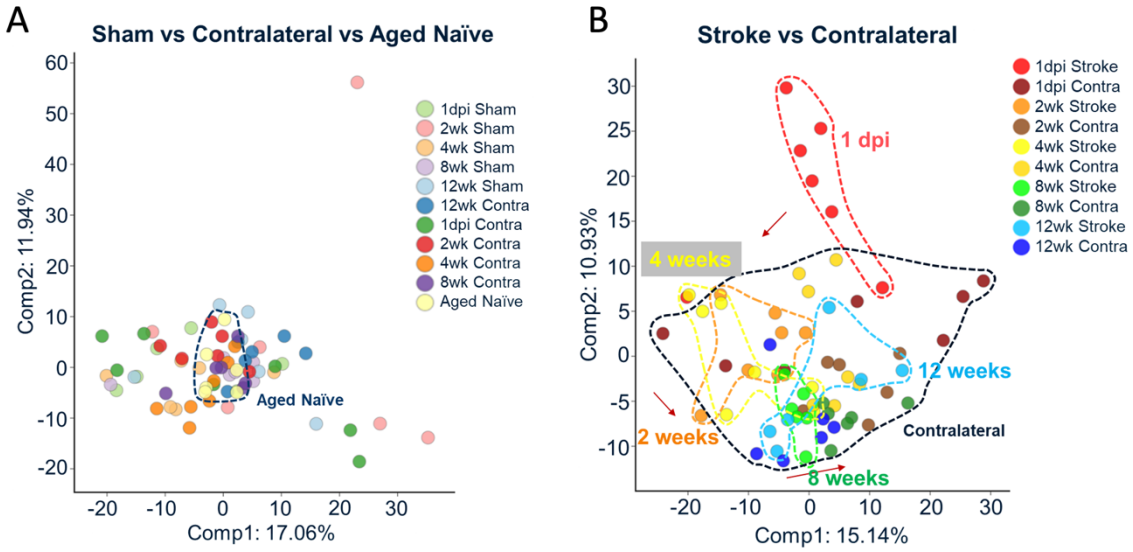 A
Sham vs Contralateral vs Aged Naïve
60
50
40
30
20
10
0
-10
-20
Comp2: 11.94%
-20
-10
0
10
20
30
Comp1: 17.06%
1dpi Sham
2wk Sham
4wk Sham
8wk Sham
12wk Sham
12wk Contra
1dpi Contra
2wk Contra
4wk Contra
8wk Contra
Aged Naïve
Aged Naïve
B
Stroke vs Contralateral
30
25
20
15
10
5
0
-5
-10
Comp2: 10.93%
-20
-10
0
10
20
30
Comp1: 15.14%
1 dpi
4 weeks
12 weeks
2 weeks
Contralateral
8 weeks
1dpi Stroke
1dpi Contra
2wk Stroke
2wk Contra
4wk Stroke
4wk Contra
8wk Stroke
8wk Contra
12wk Stroke
12wk Contra